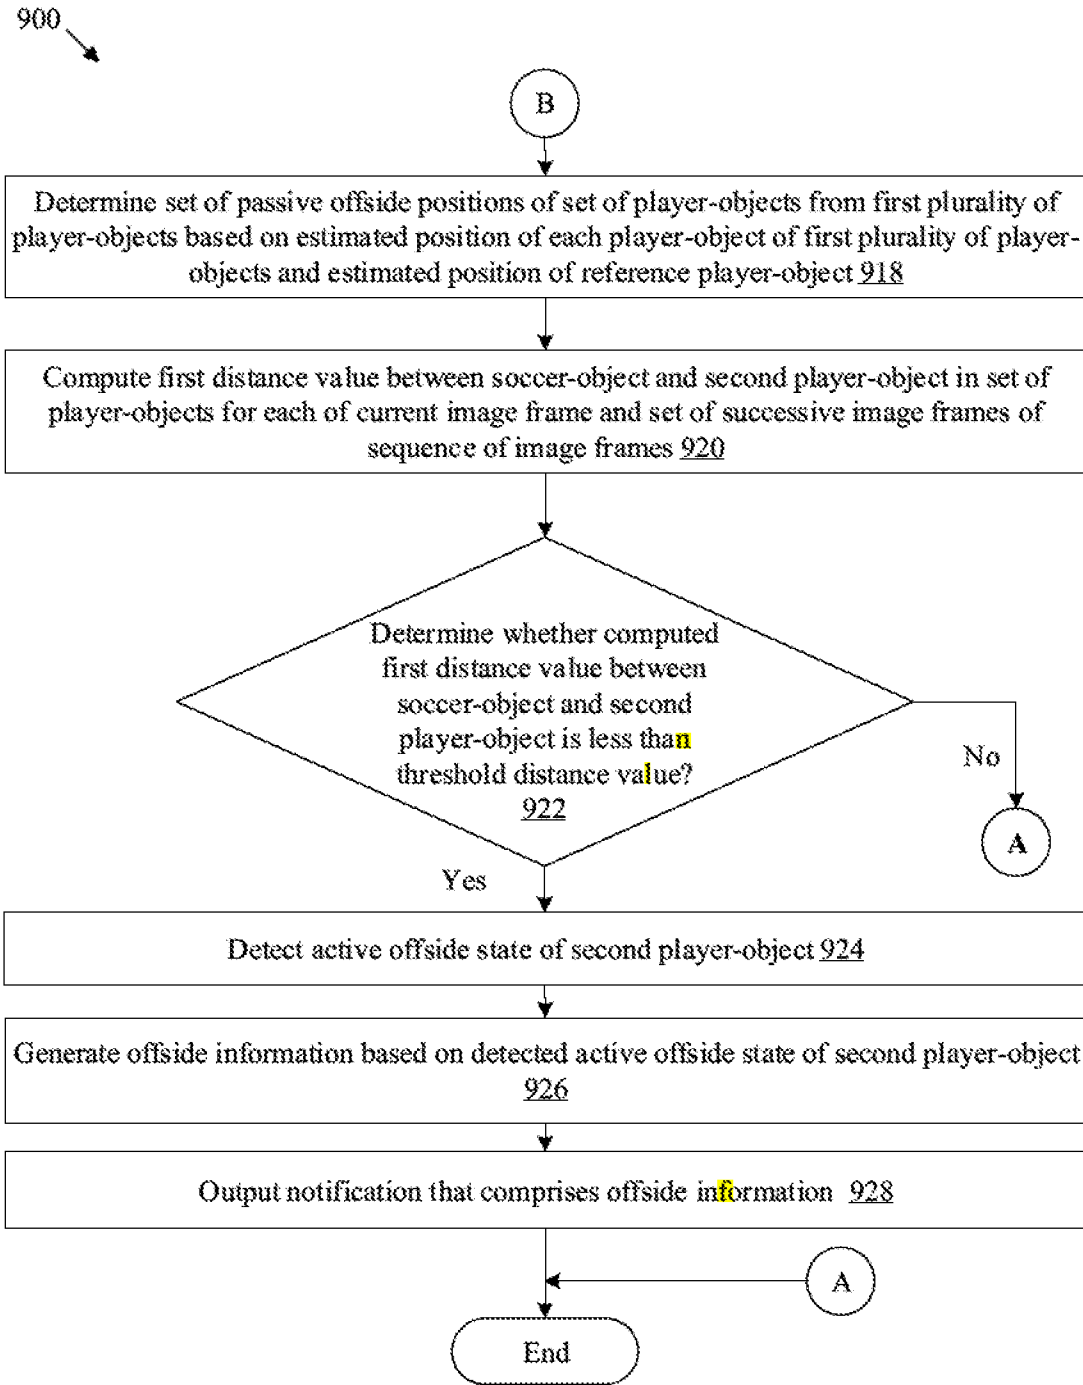 900
B
Determine set of passive offside positions of set of player-objects from first plurality of
player-objects based on estimated position of each player-object of first plurality of player-
objects and estimated position of reference player-object 918
Compute first distance value between soccer-object and second player-object in set of
player-objects for each of current image frame and set of successive image frames of
sequence of image frames 920
Determine whether computed
first distance value between
soccer-object and second
player-object is less than
threshold distance value?
922
No
A
Yes
Detect active offside state of second player-object 924
Generate offside information based on detected active offside state of second player-object
926
Output notification that comprises offside information 928
A
End